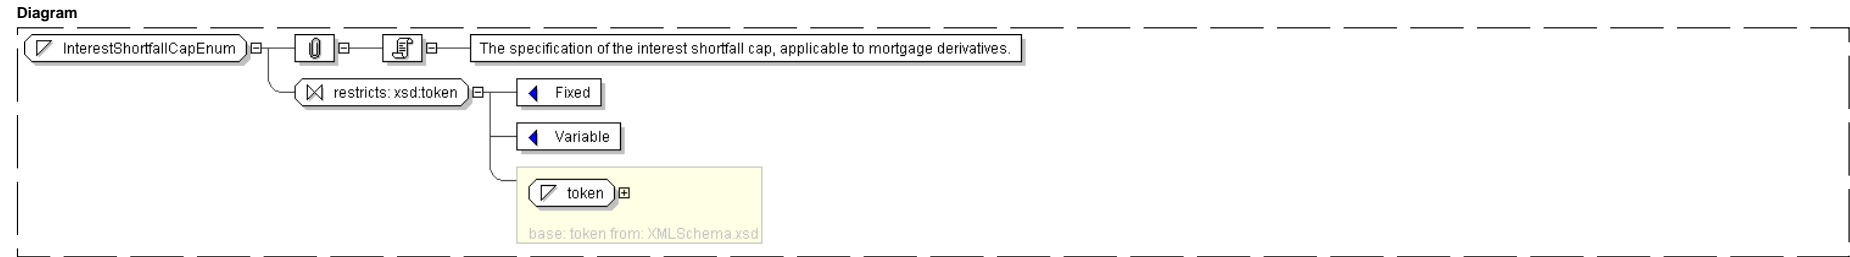 Diagram
InterestShortfallCapEnum
The specification of the interest shortfall cap, applicable to mortgage derivatives.
restricts: xsd:token
Fixed
Variable
token
base: token from: XMLSchema.xsd